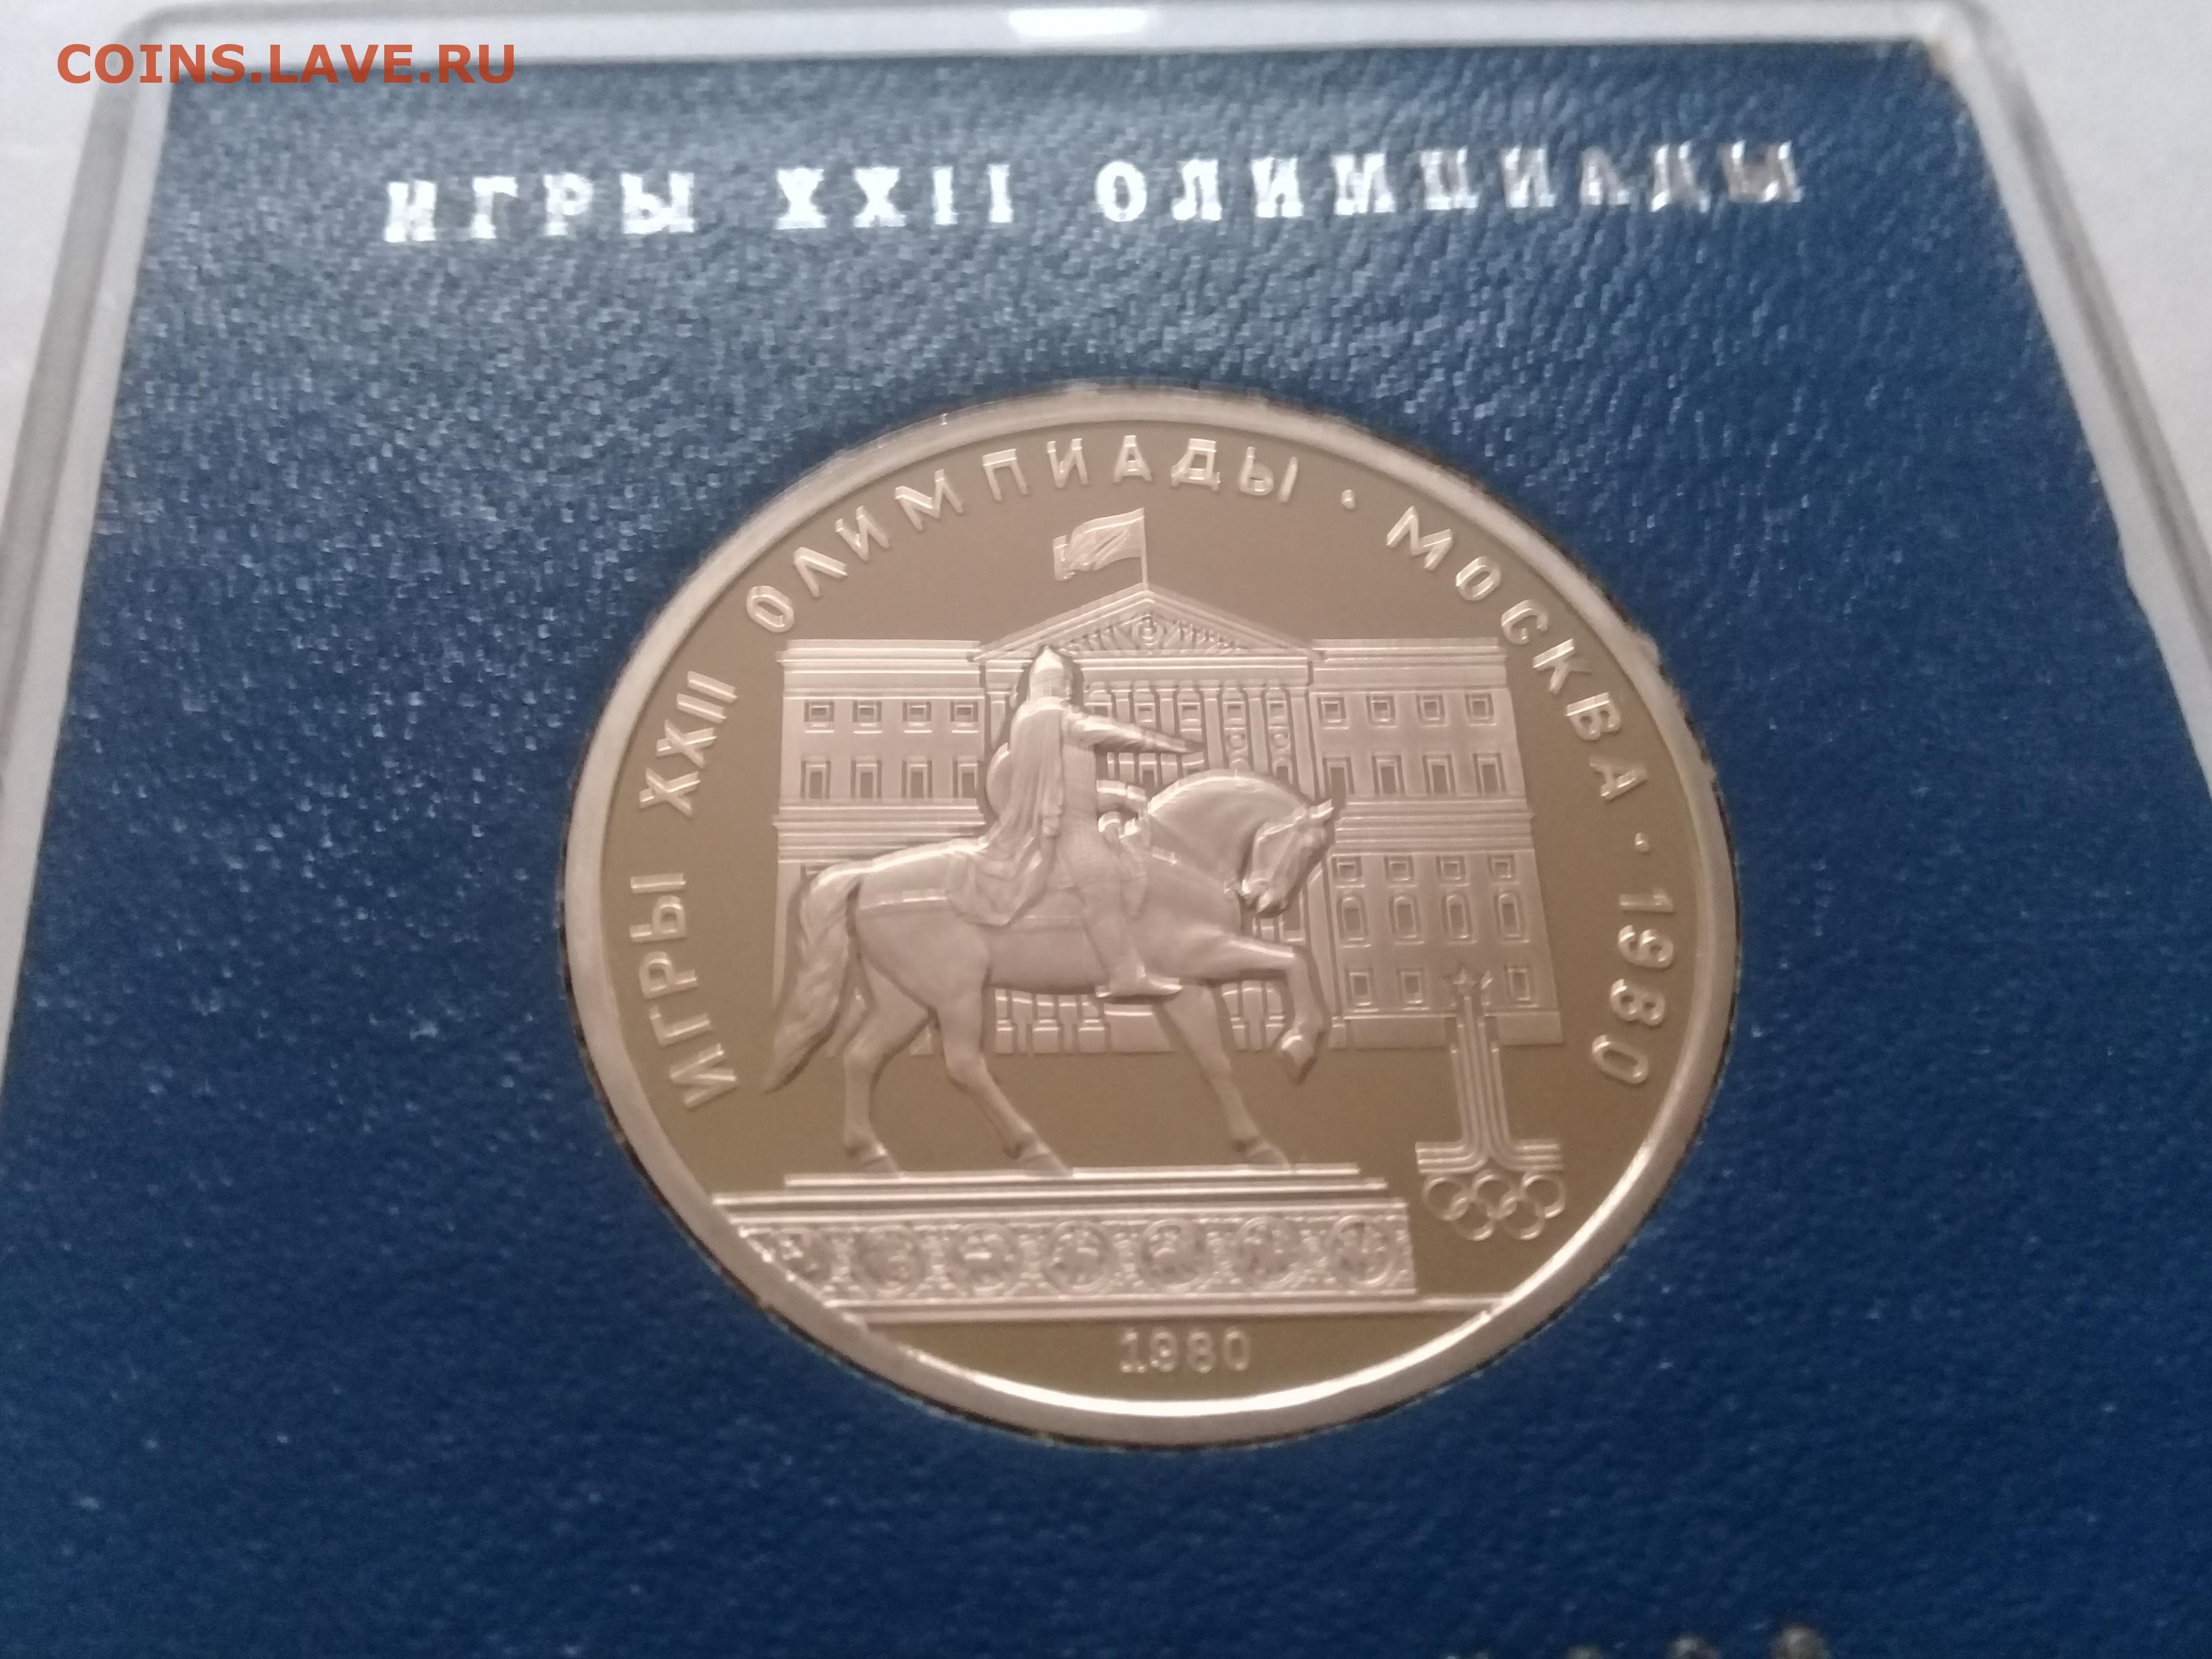 COINS.LAVE.RU
ИГРЫ XXII ОЛИМПИАДЫ
ИГРЫ XXII ОЛИМПИАДЫ · МОСКВА · 1980
1980